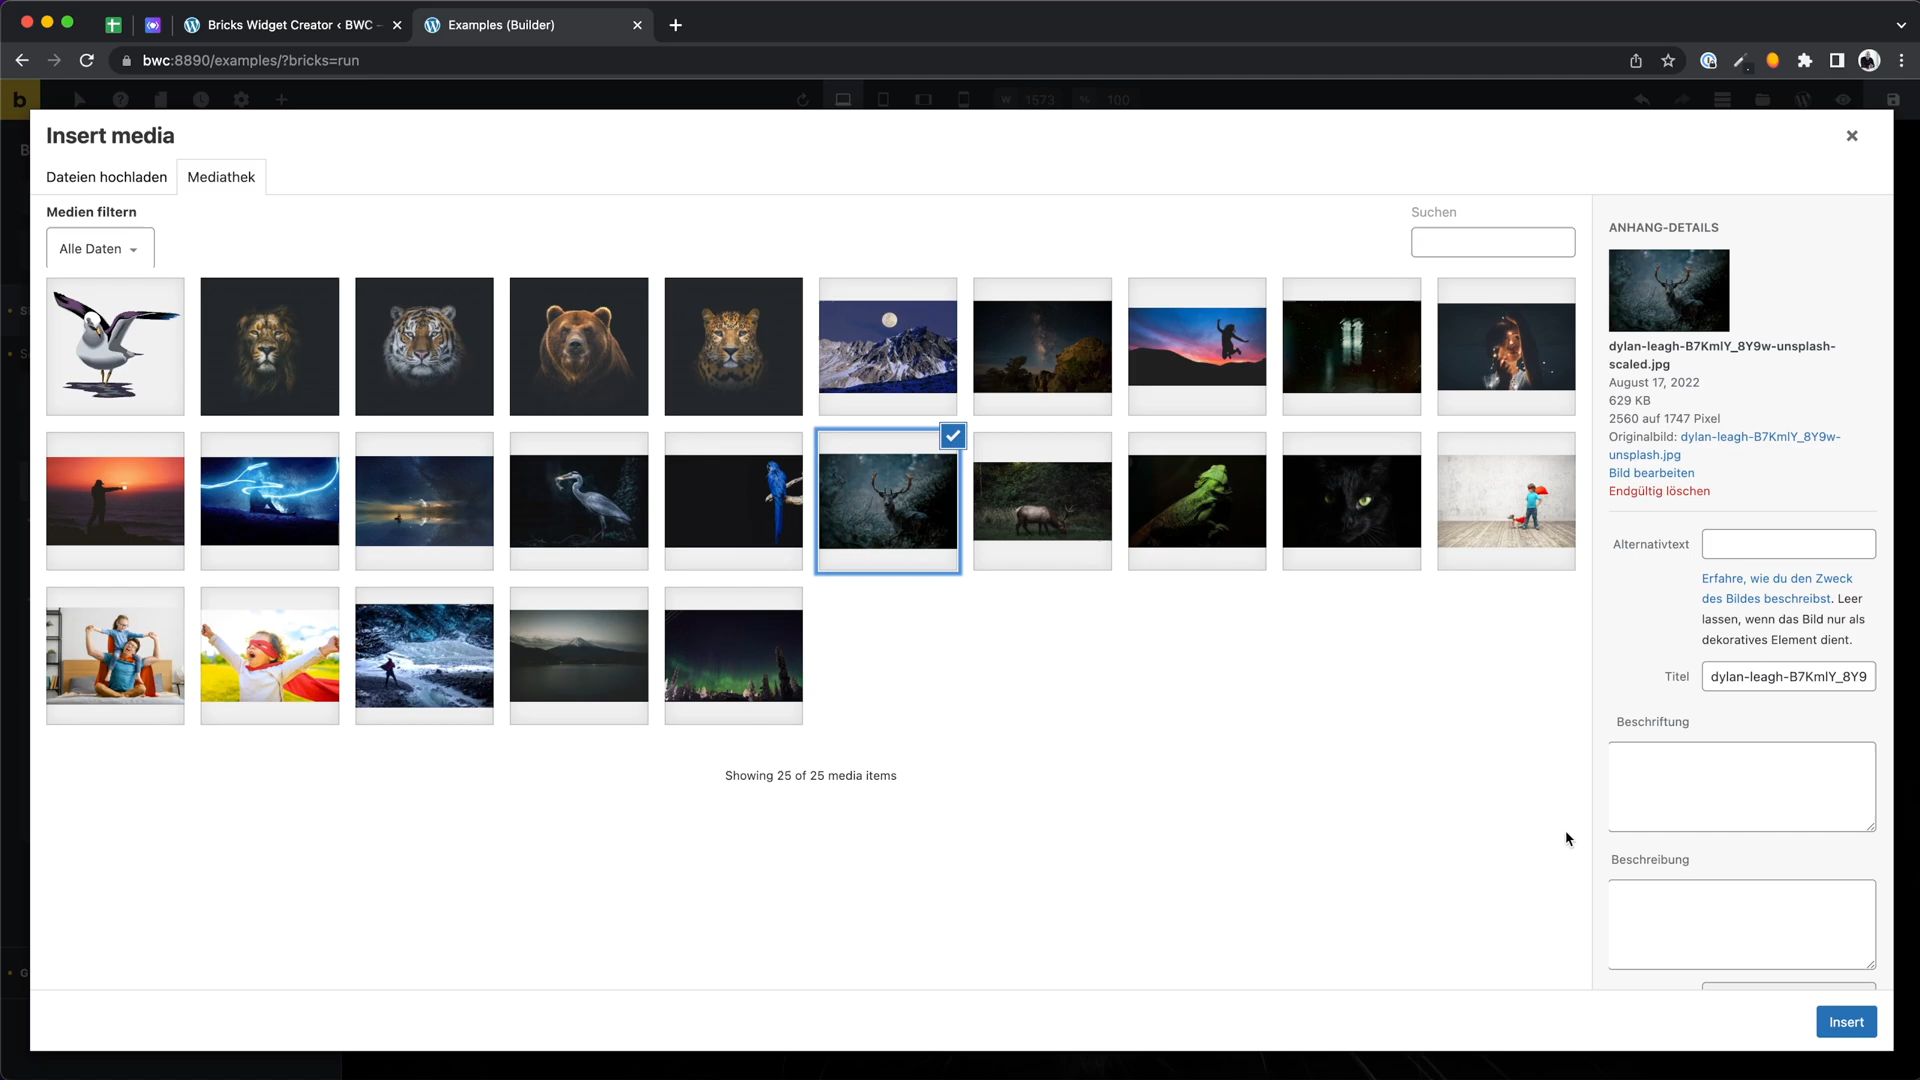 Bricks Widget Creator ‹ BWC –
Examples (Builder)
bwc:8890/examples/?bricks=run
b
W 1573 % 100
Insert media
Dateien hochladen
Mediathek
Medien filtern
Suchen
Alle Daten
ANHANG-DETAILS
dylan-leagh-B7KmlY_8Y9w-unsplash-
scaled.jpg
August 17, 2022
629 KB
2560 auf 1747 Pixel
Originalbild: dylan-leagh-B7KmlY_8Y9w-
unsplash.jpg
Bild bearbeiten
Endgültig löschen
Alternativtext
Erfahre, wie du den Zweck
des Bildes beschreibst. Leer
lassen, wenn das Bild nur als
dekoratives Element dient.
Titel
dylan-leagh-B7KmlY_8Y9
Beschriftung
Showing 25 of 25 media items
Beschreibung
Insert